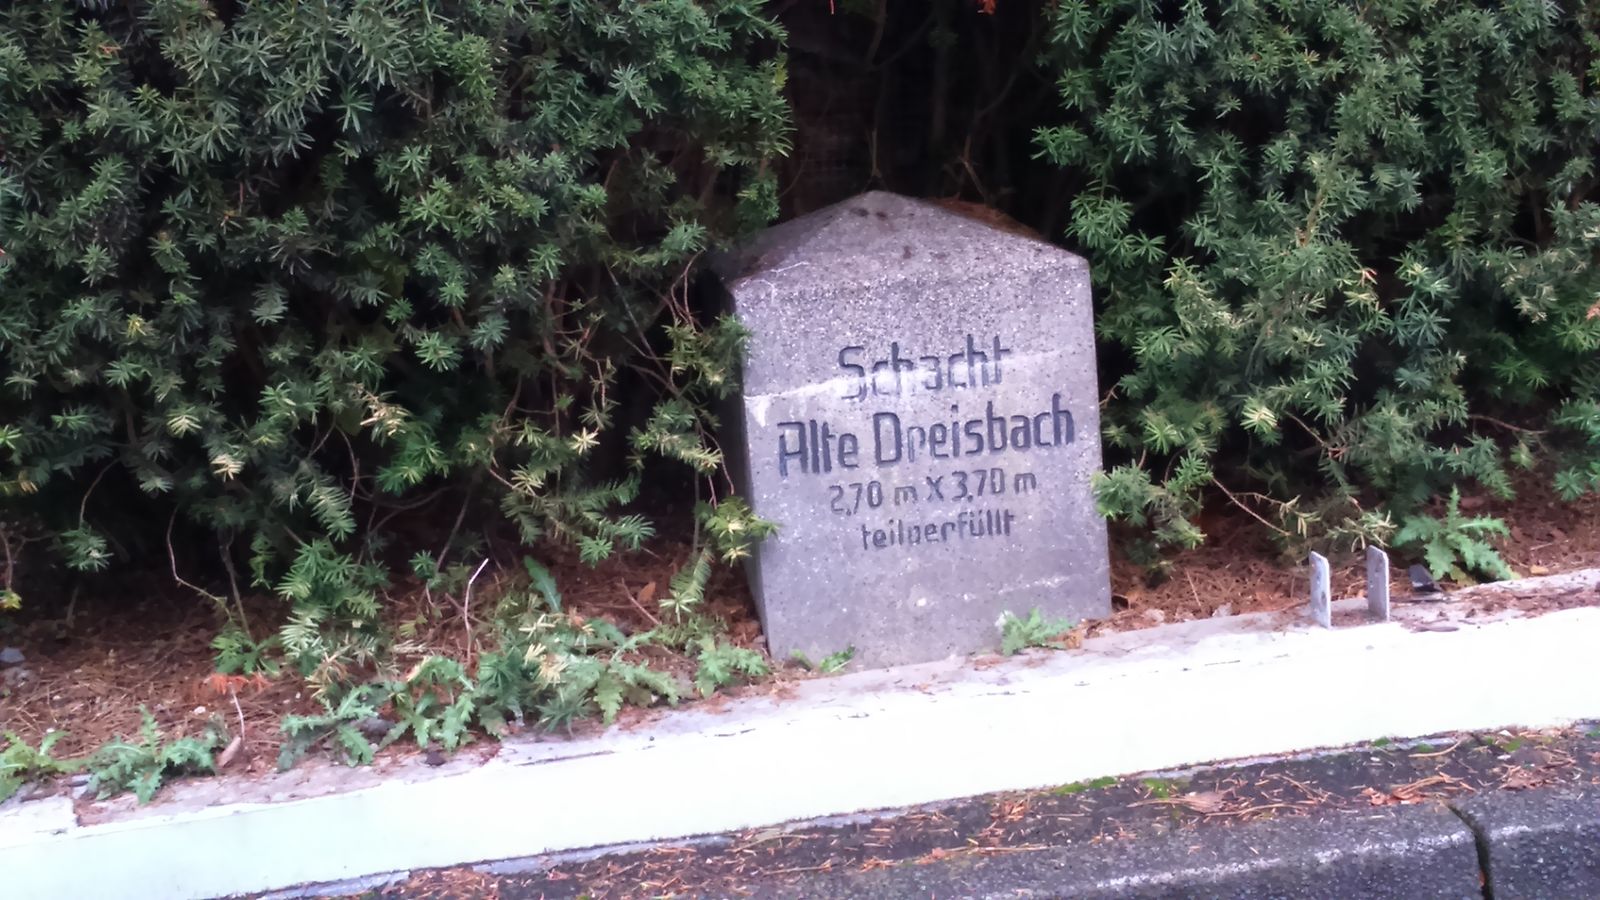 Schacht
Alte Dreisbach
2,70 m X 3,70 m
teilverfüllt